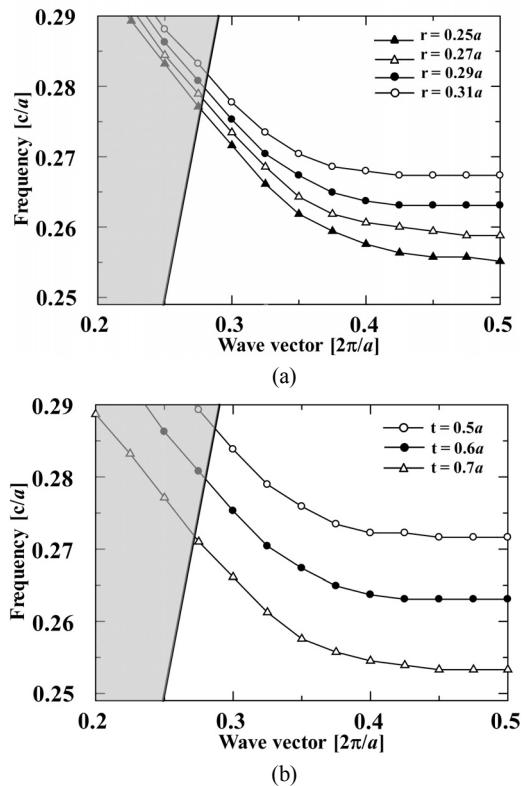 0.29
0.28
0.27
0.26
0.25
Frequency [c/a]
r = 0.25a
r = 0.27a
r = 0.29a
r = 0.31a
0.2 0.3 0.4 0.5
Wave vector [2π/a]
(a)
0.29
0.28
0.27
0.26
0.25
Frequency [c/a]
t = 0.5a
t = 0.6a
t = 0.7a
0.2 0.3 0.4 0.5
Wave vector [2π/a]
(b)